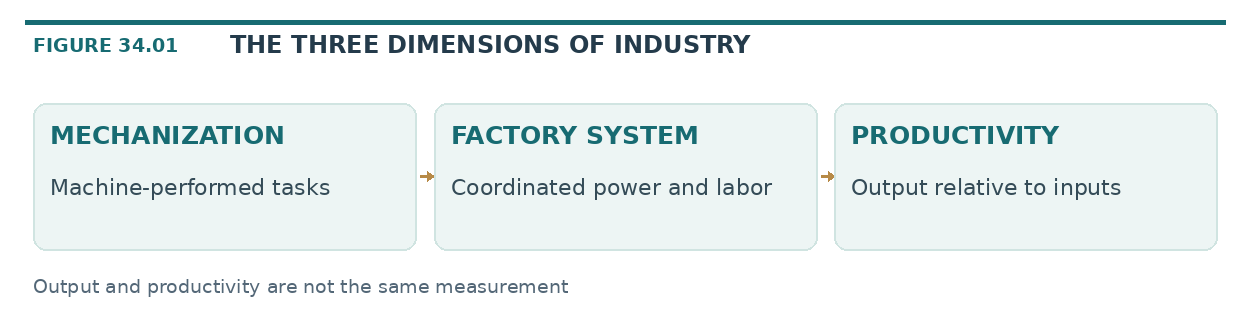 FIGURE 34.01 THE THREE DIMENSIONS OF INDUSTRY
MECHANIZATION
Machine-performed tasks
FACTORY SYSTEM
Coordinated power and labor
PRODUCTIVITY
Output relative to inputs
Output and productivity are not the same measurement